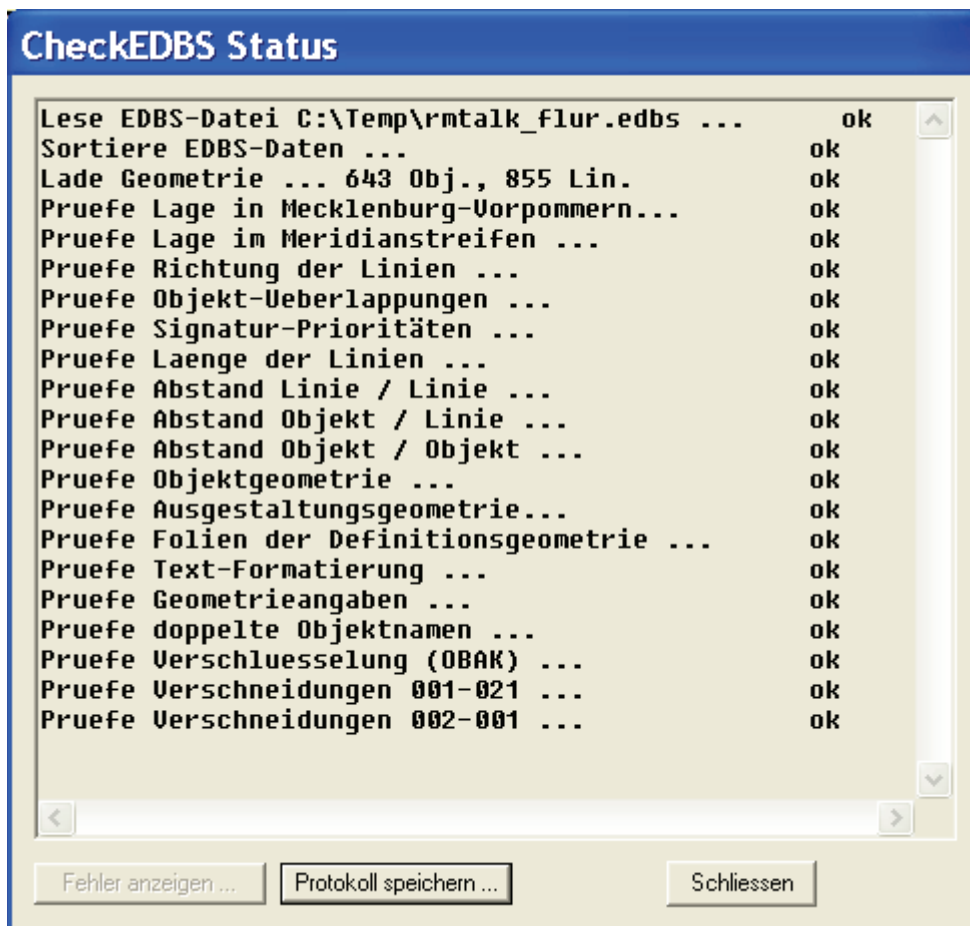 CheckEDBS Status
Lese EDBS-Datei C:\Temp\rmtalk_flur.edbs ... ok
Sortiere EDBS-Daten ... ok
Lade Geometrie ... 643 Obj., 855 Lin. ok
Pruefe Lage in Mecklenburg-Vorpommern... ok
Pruefe Lage im Meridianstreifen ... ok
Pruefe Richtung der Linien ... ok
Pruefe Objekt-Ueberlappungen ... ok
Pruefe Signatur-Prioritäten ... ok
Pruefe Laenge der Linien ... ok
Pruefe Abstand Linie / Linie ... ok
Pruefe Abstand Objekt / Linie ... ok
Pruefe Abstand Objekt / Objekt ... ok
Pruefe Objektgeometrie ... ok
Pruefe Ausgestaltungsgeometrie... ok
Pruefe Folien der Definitionsgeometrie ... ok
Pruefe Text-Formatierung ... ok
Pruefe Geometrieangaben ... ok
Pruefe doppelte Objektnamen ... ok
Pruefe Verschluesselung (OBAK) ... ok
Pruefe Verschneidungen 001-021 ... ok
Pruefe Verschneidungen 002-001 ... ok
Fehler anzeigen ... Protokoll speichern ... Schliessen